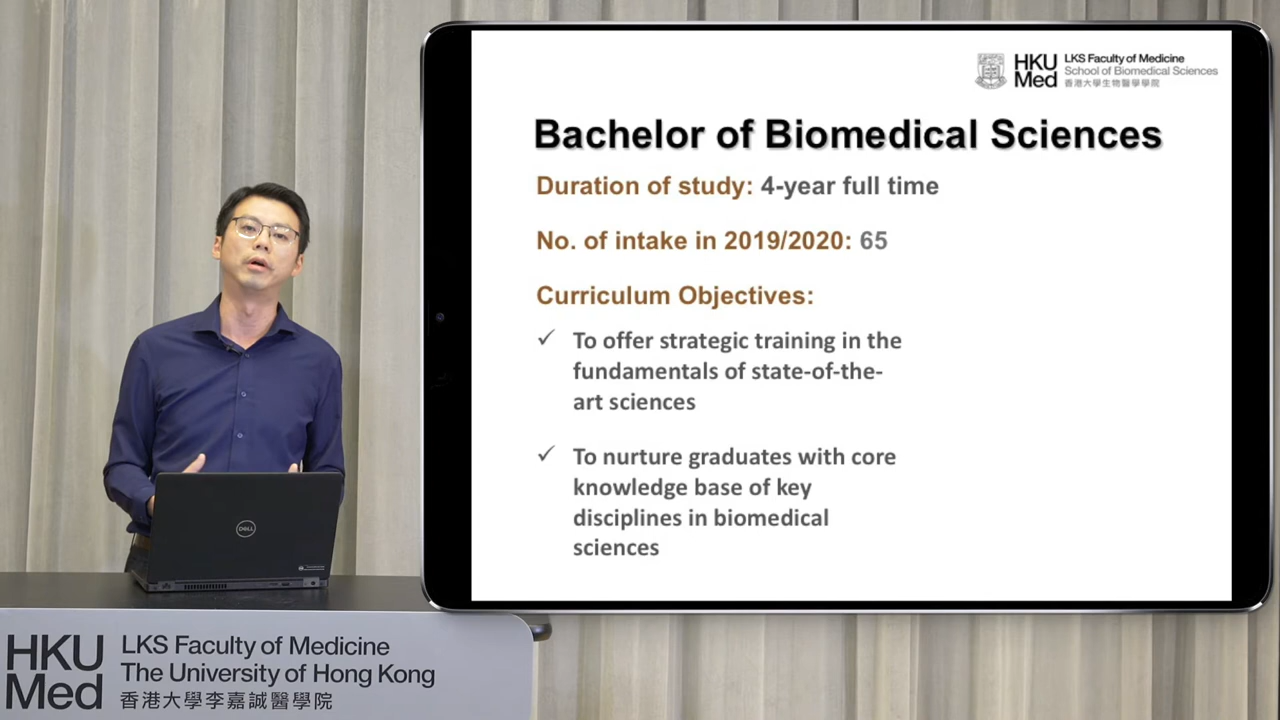 HKU
Med
LKS Faculty of Medicine
School of Biomedical Sciences
香港大學生物醫學學院
Bachelor of Biomedical Sciences
Duration of study: 4-year full time
No. of intake in 2019/2020: 65
Curriculum Objectives:
✓ To offer strategic training in the
fundamentals of state-of-the-
art sciences
✓ To nurture graduates with core
knowledge base of key
disciplines in biomedical
sciences
DELL
HKU
Med
LKS Faculty of Medicine
The University of Hong Kong
香港大學李嘉誠醫學院